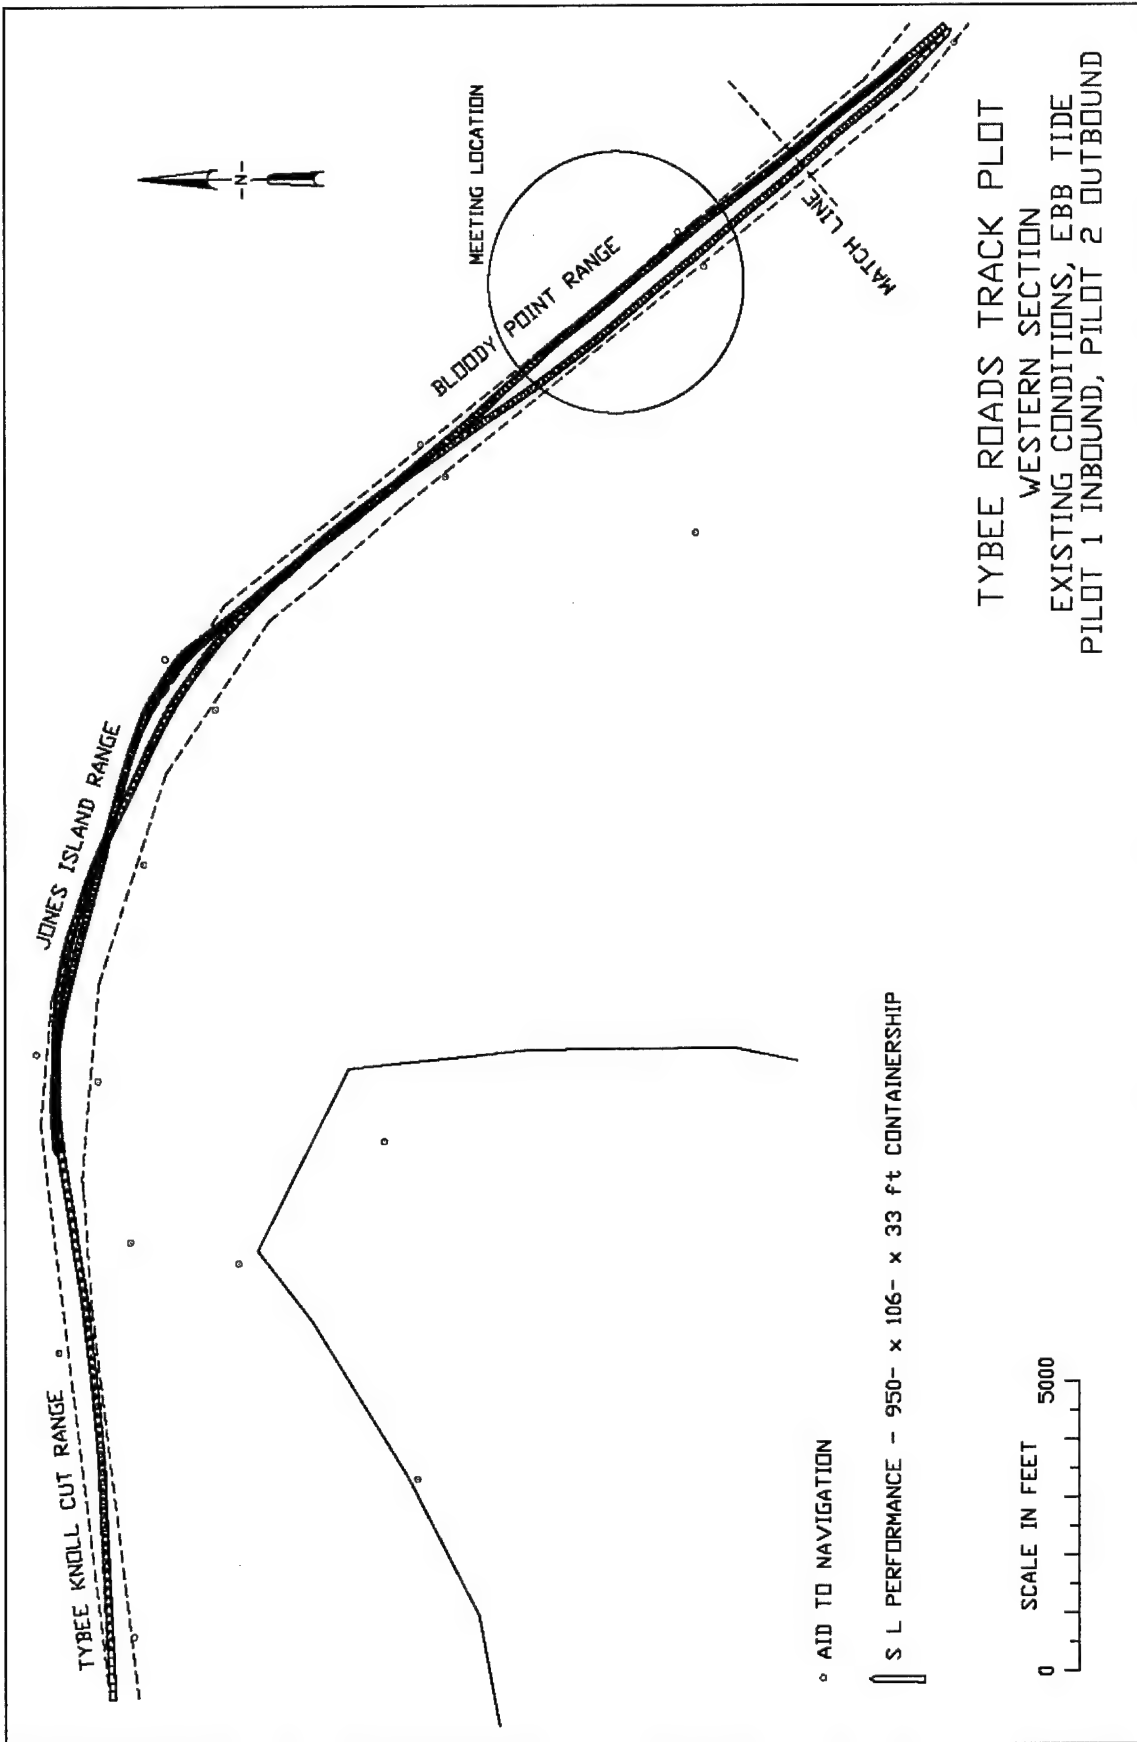 TYBEE KNOLL CUT RANGE
JONES ISLAND RANGE
BLOODY POINT RANGE
MEETING LOCATION
-N-
MATCH LINE
° AID TO NAVIGATION
S L PERFORMANCE - 950- x 106- x 33 ft CONTAINERSHIP
SCALE IN FEET
0 5000
TYBEE ROADS TRACK PLOT
WESTERN SECTION
EXISTING CONDITIONS, EBB TIDE
PILOT 1 INBOUND, PILOT 2 OUTBOUND